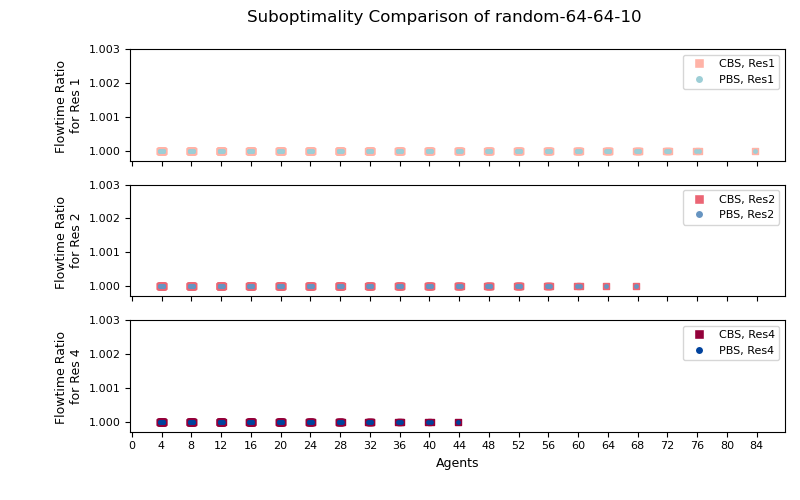 Suboptimality Comparison of random-64-64-10
Flowtime Ratio
for Res 1
1.003
1.002
1.001
1.000
CBS, Res1
PBS, Res1
Flowtime Ratio
for Res 2
1.003
1.002
1.001
1.000
CBS, Res2
PBS, Res2
Flowtime Ratio
for Res 4
1.003
1.002
1.001
1.000
CBS, Res4
PBS, Res4
0 4 8 12 16 20 24 28 32 36 40 44 48 52 56 60 64 68 72 76 80 84
Agents